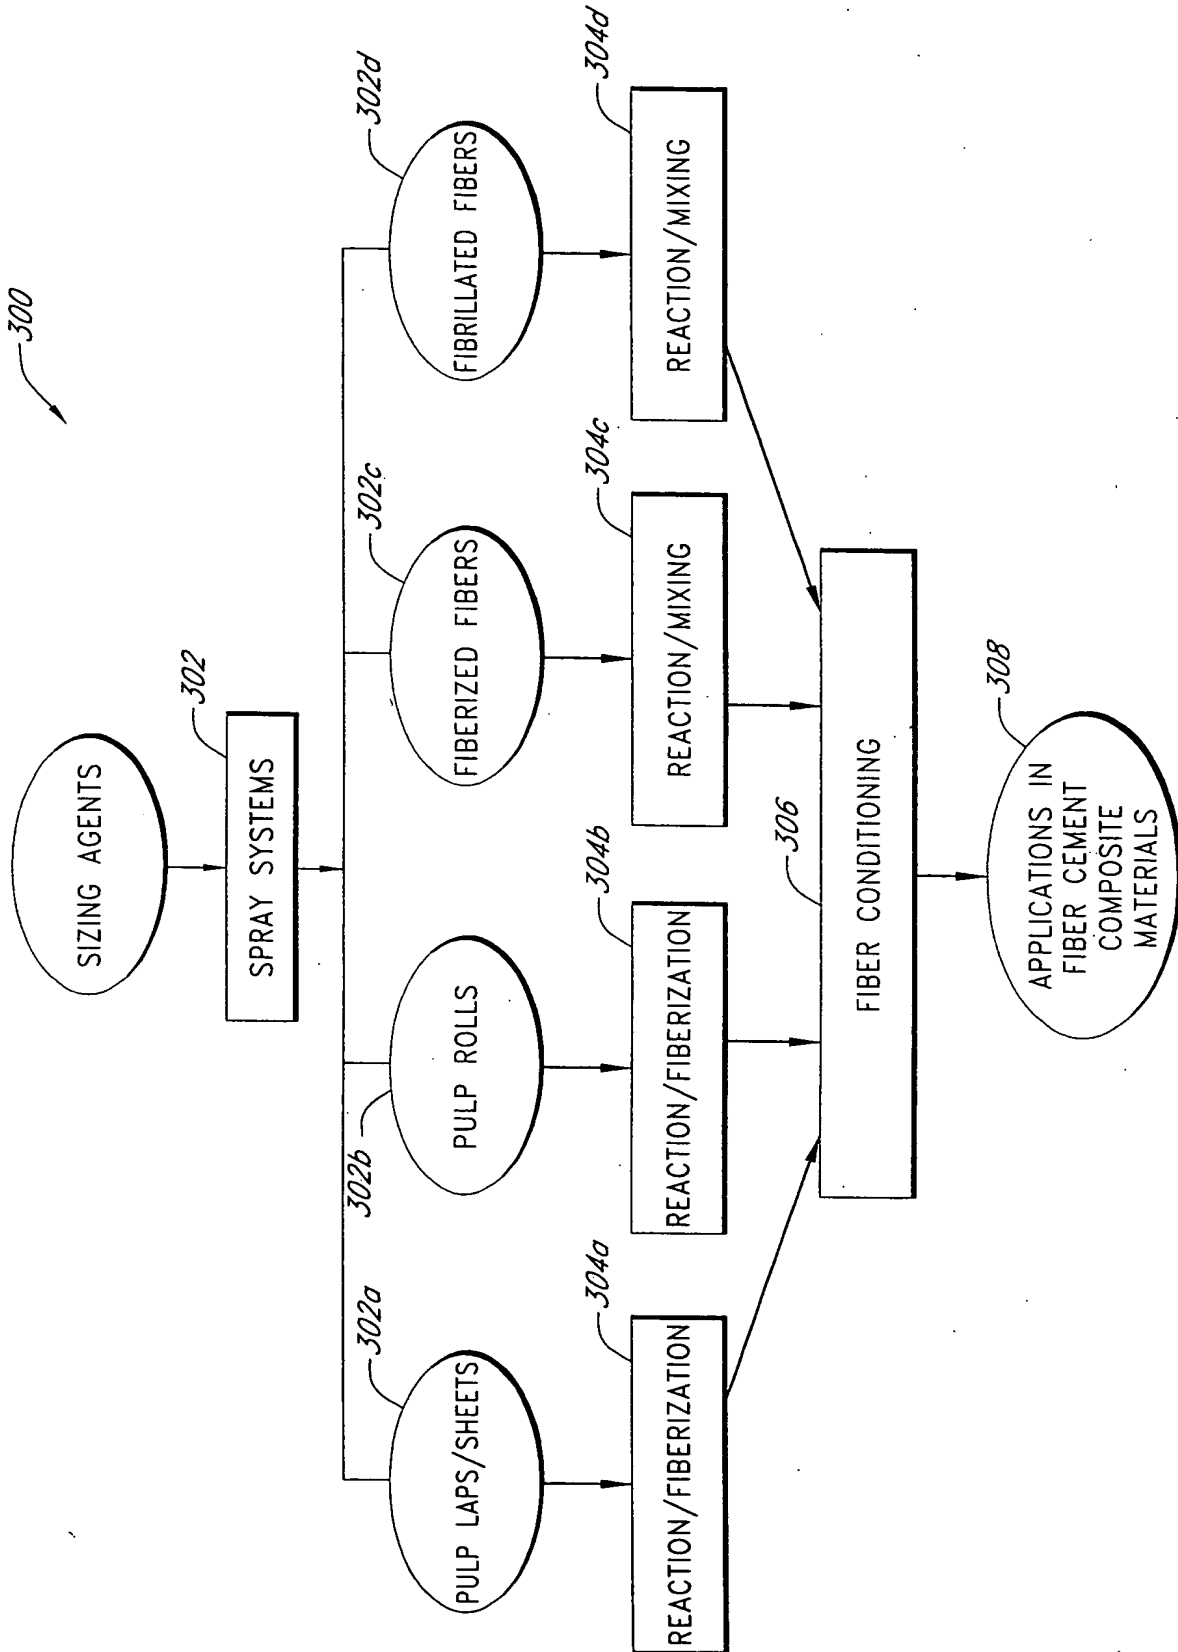 300
SIZING AGENTS
302
SPRAY SYSTEMS
302a
PULP LAPS/SHEETS
302b
PULP ROLLS
302c
FIBERIZED FIBERS
302d
FIBRILLATED FIBERS
304a
REACTION/FIBERIZATION
304b
REACTION/FIBERIZATION
304c
REACTION/MIXING
304d
REACTION/MIXING
306
FIBER CONDITIONING
308
APPLICATIONS IN
FIBER CEMENT
COMPOSITE
MATERIALS